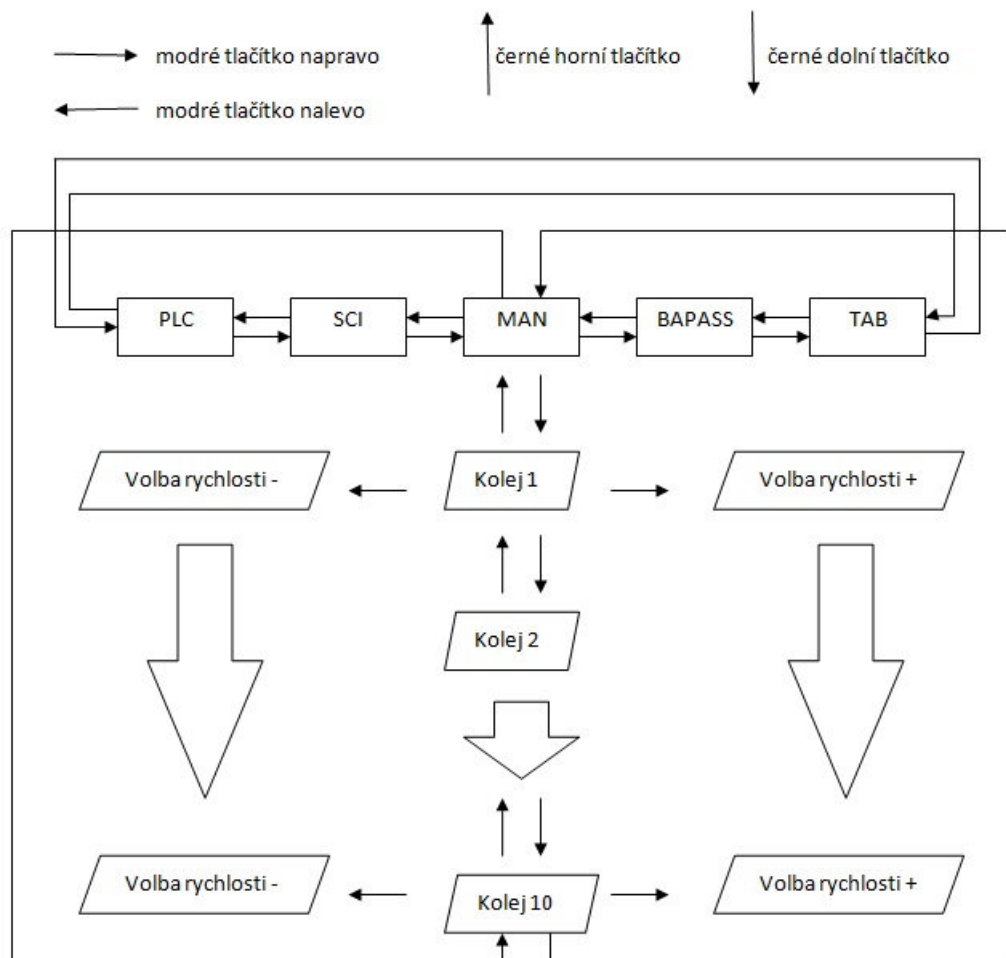 modré tlačítko napravo
černé horní tlačítko
černé dolní tlačítko
modré tlačítko nalevo
PLC
SCI
MAN
BAPASS
TAB
Volba rychlosti -
Kolej 1
Volba rychlosti +
Kolej 2
Volba rychlosti -
Kolej 10
Volba rychlosti +